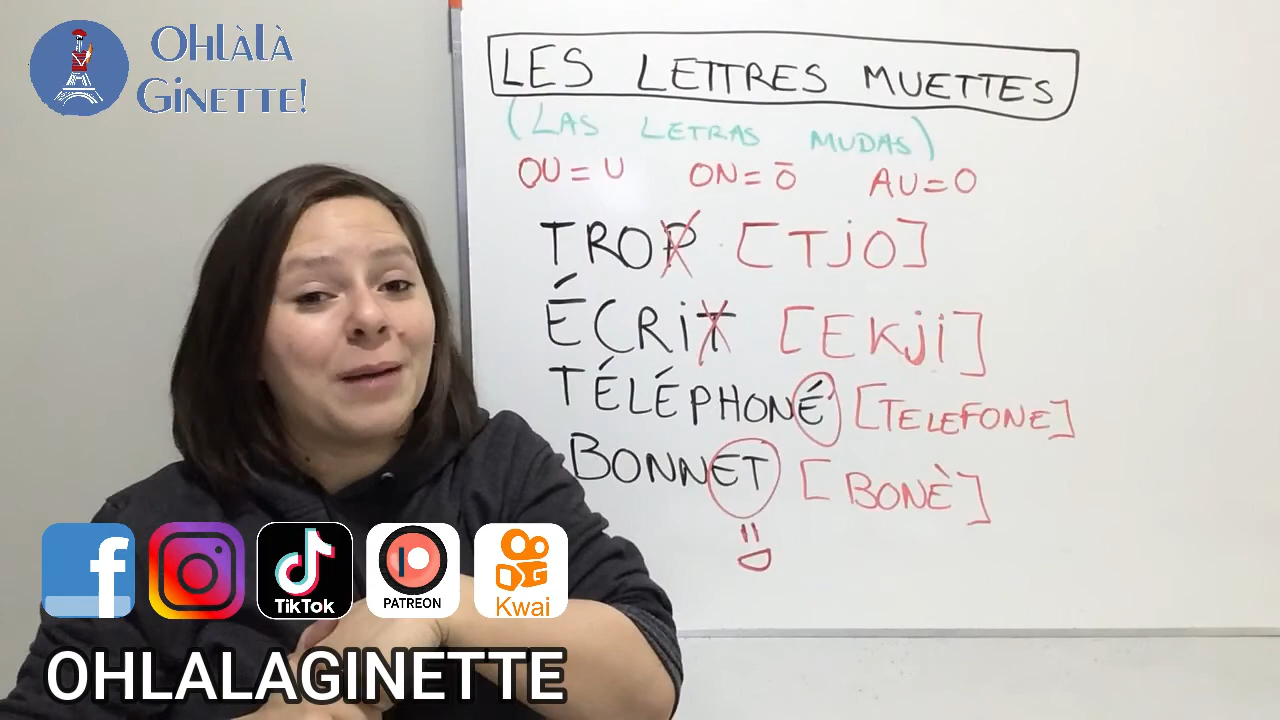 OHLÀLÀ
GINETTE!
LES LETTRES MUETTES
(LAS LETRAS MUDAS)
OU = U ON = Ō AU = O
TROP [TjO]
ÉCRiT [EKji]
TÉLÉPHONÉ [TELEFONE]
BONNET [BONÈ]
TikTok
PATREON
Kwai
OHLALAGINETTE